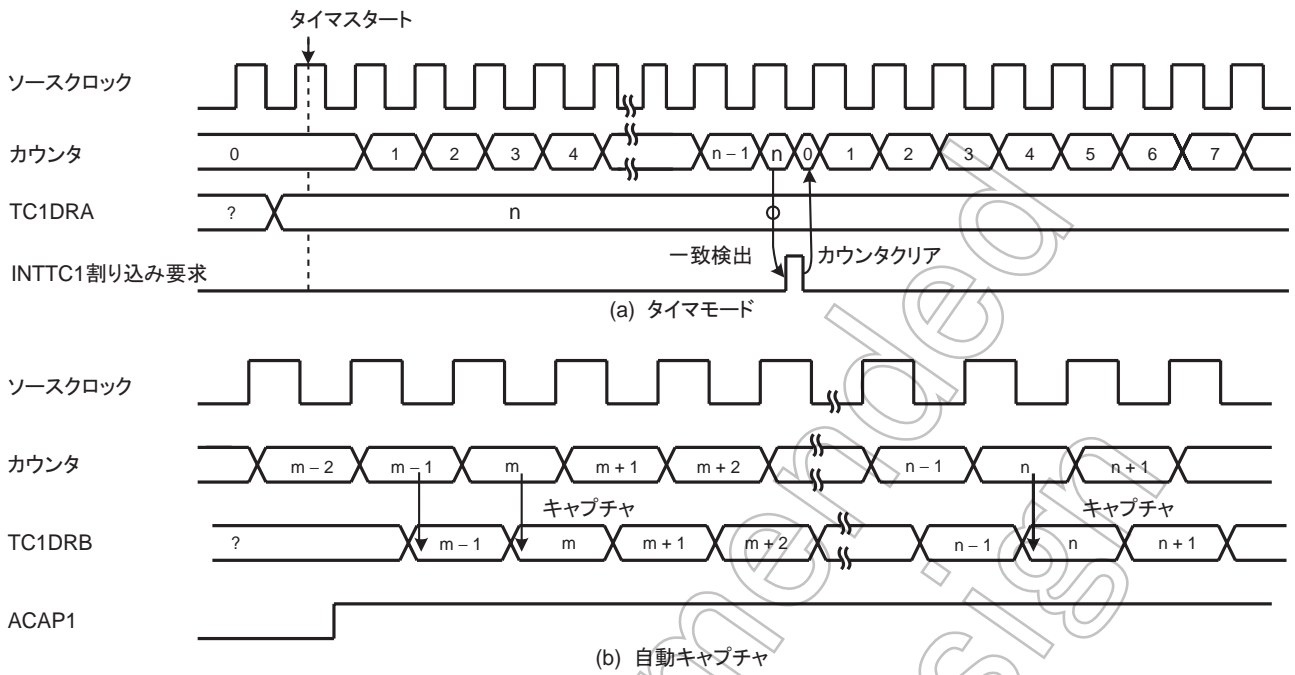 タイマスタート
ソースクロック
カウンタ 0 1 2 3 4 n – 1 n 0 1 2 3 4 5 6 7
TC1DRA ? n
一致検出 カウンタクリア
INTTC1割り込み要求
(a) タイマモード
ソースクロック
カウンタ m – 2 m – 1 m m + 1 m + 2 n – 1 n n + 1
キャプチャ キャプチャ
TC1DRB ? m – 1 m m + 1 m + 2 n – 1 n n + 1
ACAP1
(b) 自動キャプチャ
mended
sign